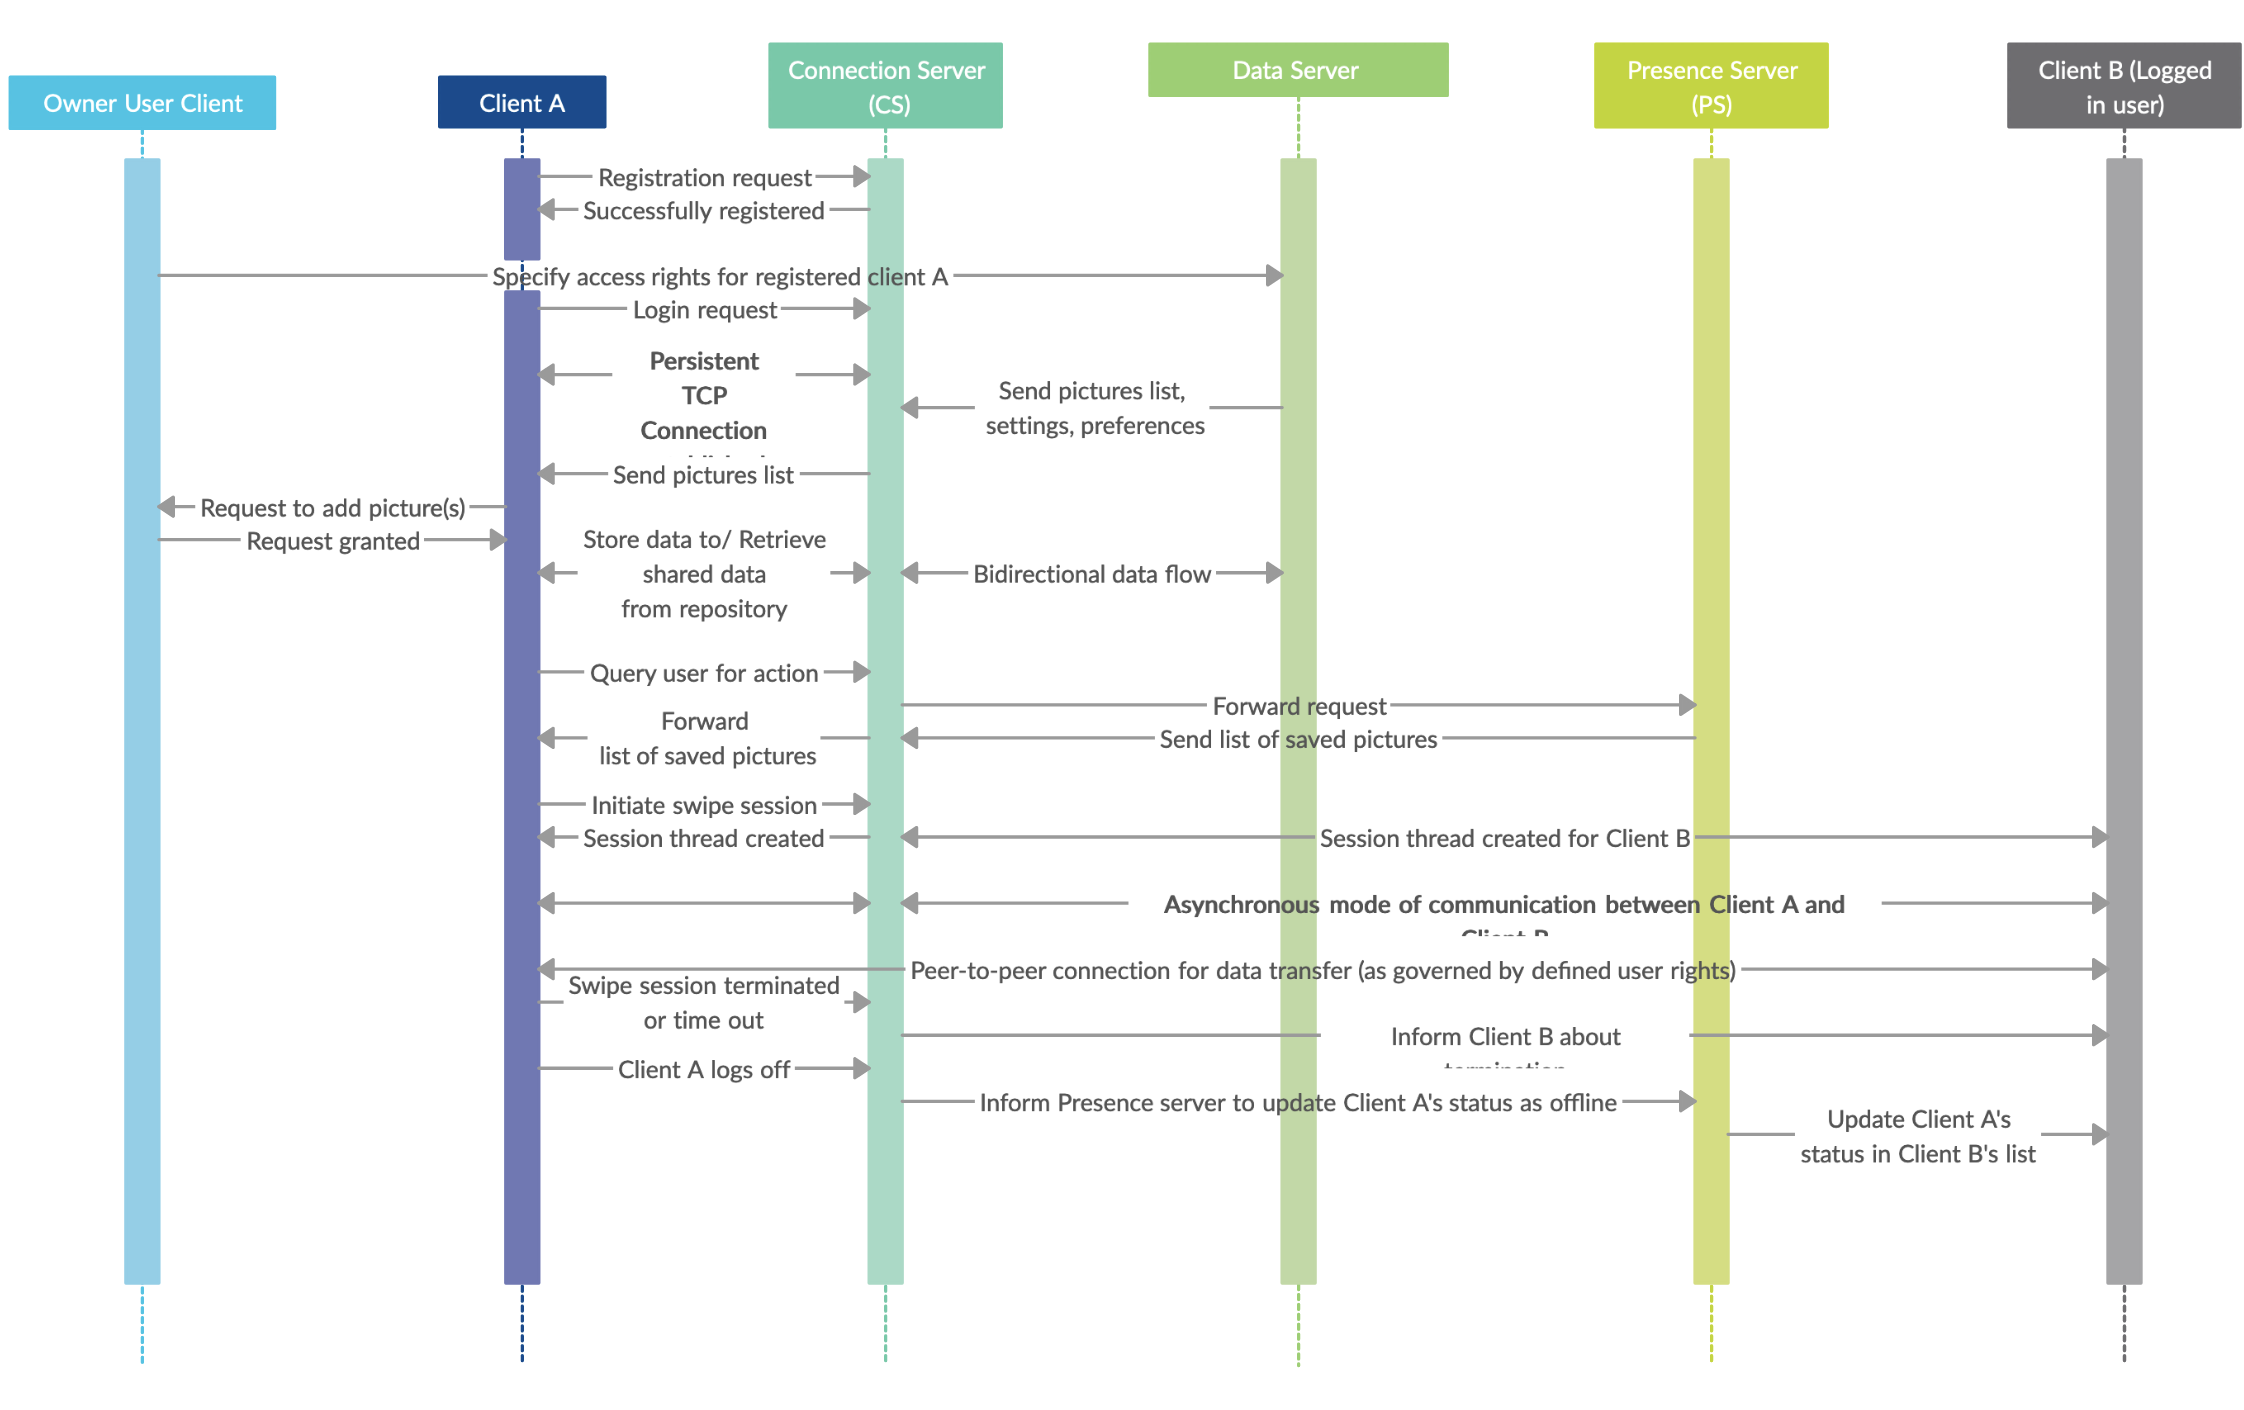 Owner User Client
Client A
Connection Server
(CS)
Data Server
Presence Server
(PS)
Client B (Logged
in user)
Registration request
Successfully registered
Specify access rights for registered client A
Login request
Persistent
TCP
Connection
Send pictures list,
settings, preferences
Send pictures list
Request to add picture(s)
Request granted
Store data to/ Retrieve
shared data
from repository
Bidirectional data flow
Query user for action
Forward request
Forward
list of saved pictures
Send list of saved pictures
Initiate swipe session
Session thread created
Session thread created for Client B
Asynchronous mode of communication between Client A and
Client B
Peer-to-peer connection for data transfer (as governed by defined user rights)
Swipe session terminated
or time out
Inform Client B about
termination
Client A logs off
Inform Presence server to update Client A's status as offline
Update Client A's
status in Client B's list